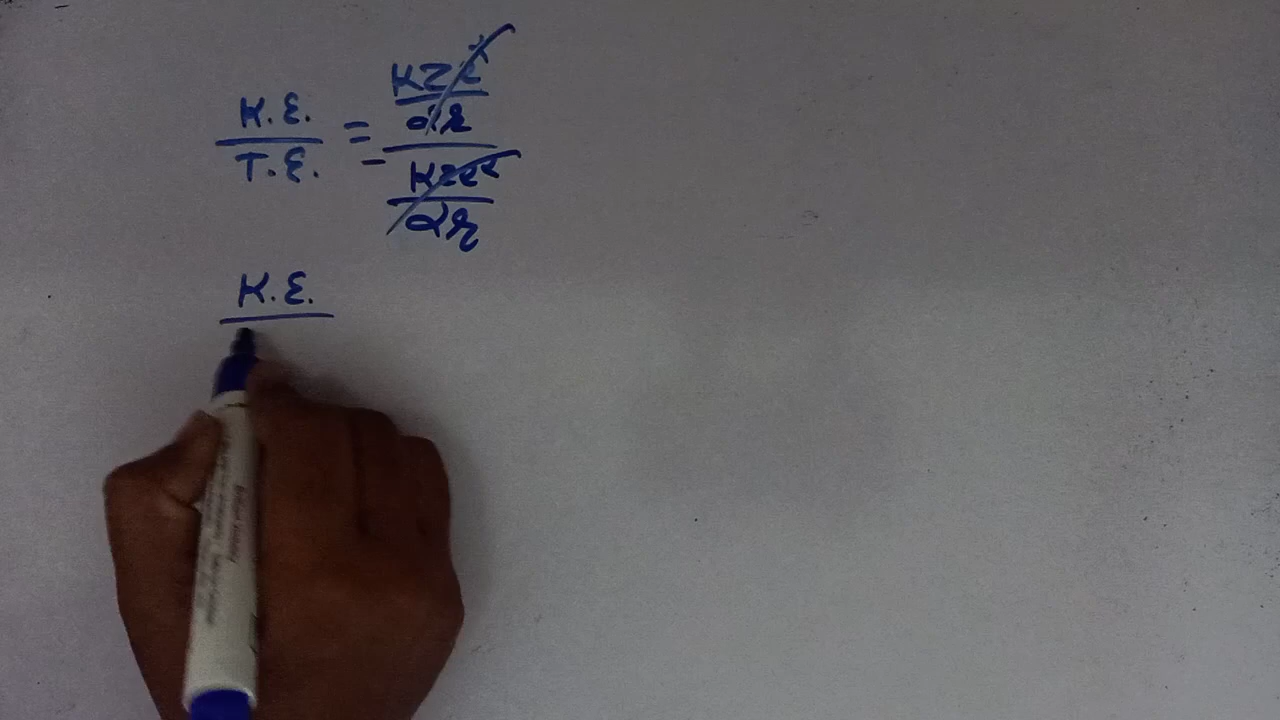 K.E. / T.E. = KZe² / 2r / - KZe² / 2r
K.E.